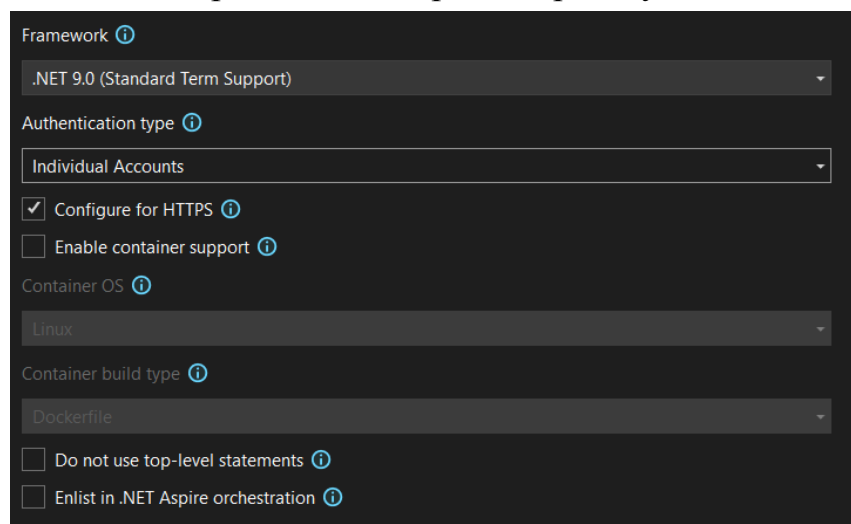 Framework
.NET 9.0 (Standard Term Support)
Authentication type
Individual Accounts
Configure for HTTPS
Enable container support
Container OS
Linux
Container build type
Dockerfile
Do not use top-level statements
Enlist in .NET Aspire orchestration